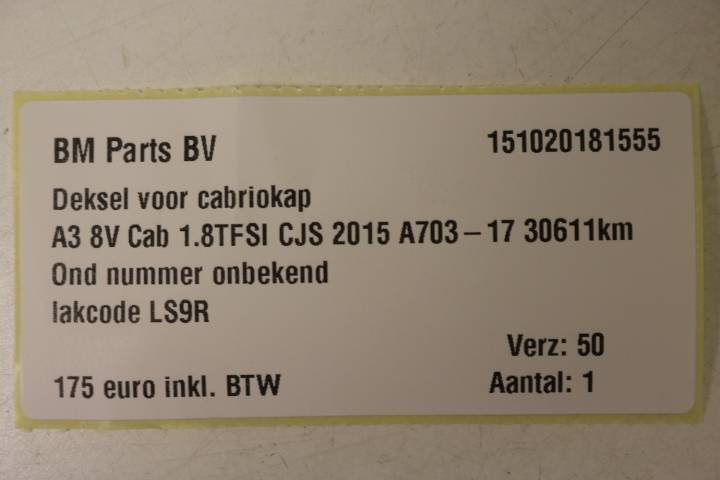 BM Parts BV 151020181555
Deksel voor cabriokap
A3 8V Cab 1.8TFSI CJS 2015 A703-17 30611km
Ond nummer onbekend
lakcode LS9R
Verz: 50
175 euro inkl. BTW Aantal: 1